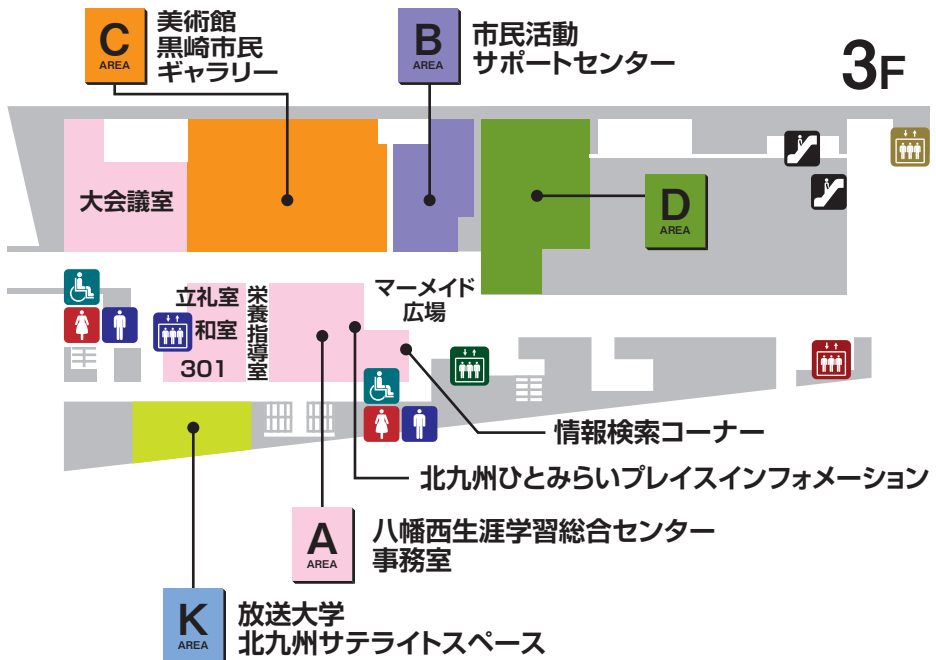 C
AREA
美術館
黒崎市民
ギャラリー
B
AREA
市民活動
サポートセンター
3F
大会議室
D
AREA
立礼室
和室
301
栄養指導室
マーメイド
広場
情報検索コーナー
北九州ひとみらいプレイスインフォメーション
A
AREA
八幡西生涯学習総合センター
事務室
K
AREA
放送大学
北九州サテライトスペース